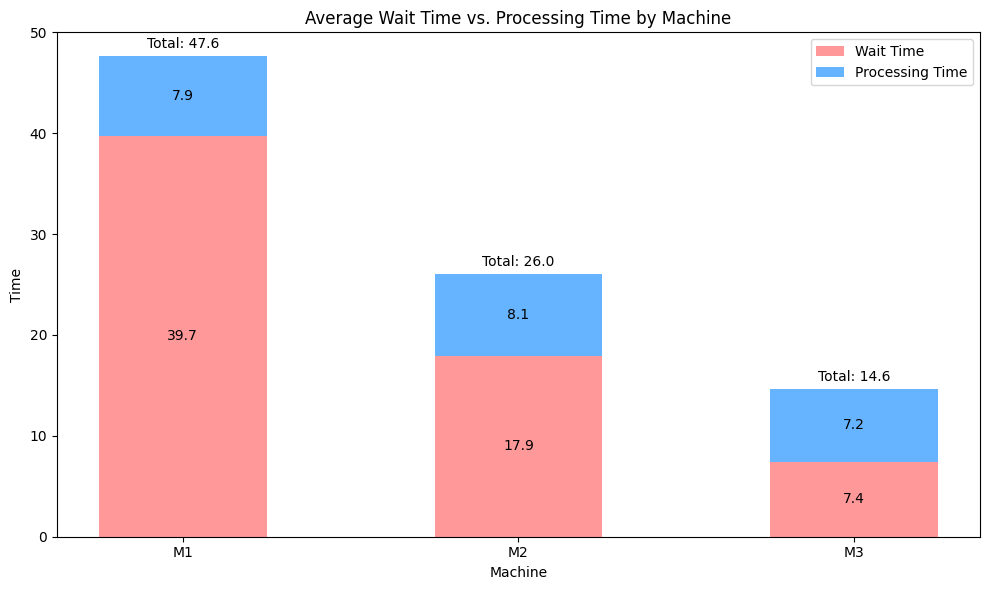 Average Wait Time vs. Processing Time by Machine
Wait Time
Processing Time
Time
50
40
30
20
10
0
Total: 47.6
7.9
39.7
Total: 26.0
8.1
17.9
Total: 14.6
7.2
7.4
M1
M2
M3
Machine